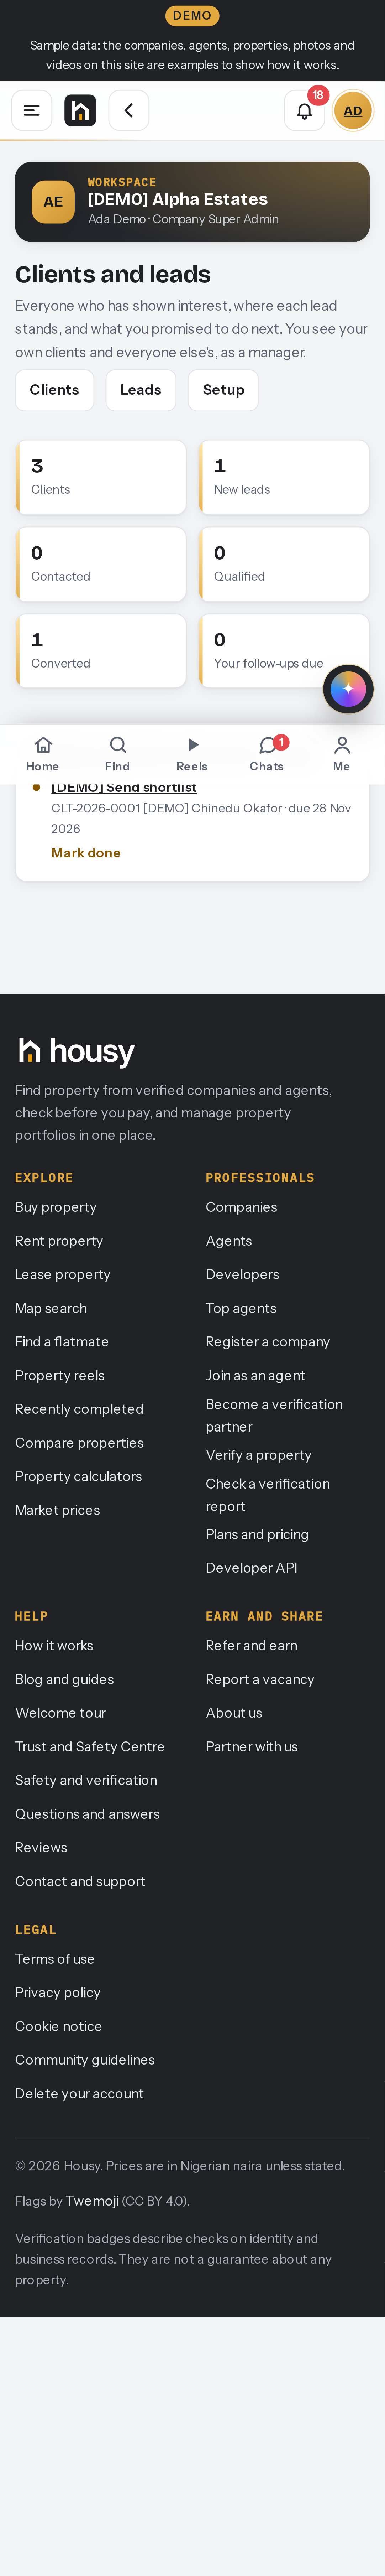 DEMO
Sample data: the companies, agents, properties, photos and
videos on this site are examples to show how it works.
18
AD
AE
WORKSPACE
[DEMO] Alpha Estates
Ada Demo · Company Super Admin
Clients and leads
Everyone who has shown interest, where each lead
stands, and what you promised to do next. You see your
own clients and everyone else's, as a manager.
Clients
Leads
Setup
3
Clients
1
New leads
0
Contacted
0
Qualified
1
Converted
0
Your follow-ups due
Home
Find
Reels
1
Chats
Me
[DEMO] Send shortlist
CLT-2026-0001 [DEMO] Chinedu Okafor · due 28 Nov
2026
Mark done
housy
Find property from verified companies and agents,
check before you pay, and manage property
portfolios in one place.
EXPLORE
Buy property
Rent property
Lease property
Map search
Find a flatmate
Property reels
Recently completed
Compare properties
Property calculators
Market prices
PROFESSIONALS
Companies
Agents
Developers
Top agents
Register a company
Join as an agent
Become a verification
partner
Verify a property
Check a verification
report
Plans and pricing
Developer API
HELP
How it works
Blog and guides
Welcome tour
Trust and Safety Centre
Safety and verification
Questions and answers
Reviews
Contact and support
EARN AND SHARE
Refer and earn
Report a vacancy
About us
Partner with us
LEGAL
Terms of use
Privacy policy
Cookie notice
Community guidelines
Delete your account
© 2026 Housy. Prices are in Nigerian naira unless stated.
Flags by Twemoji (CC BY 4.0).
Verification badges describe checks on identity and
business records. They are not a guarantee about any
property.